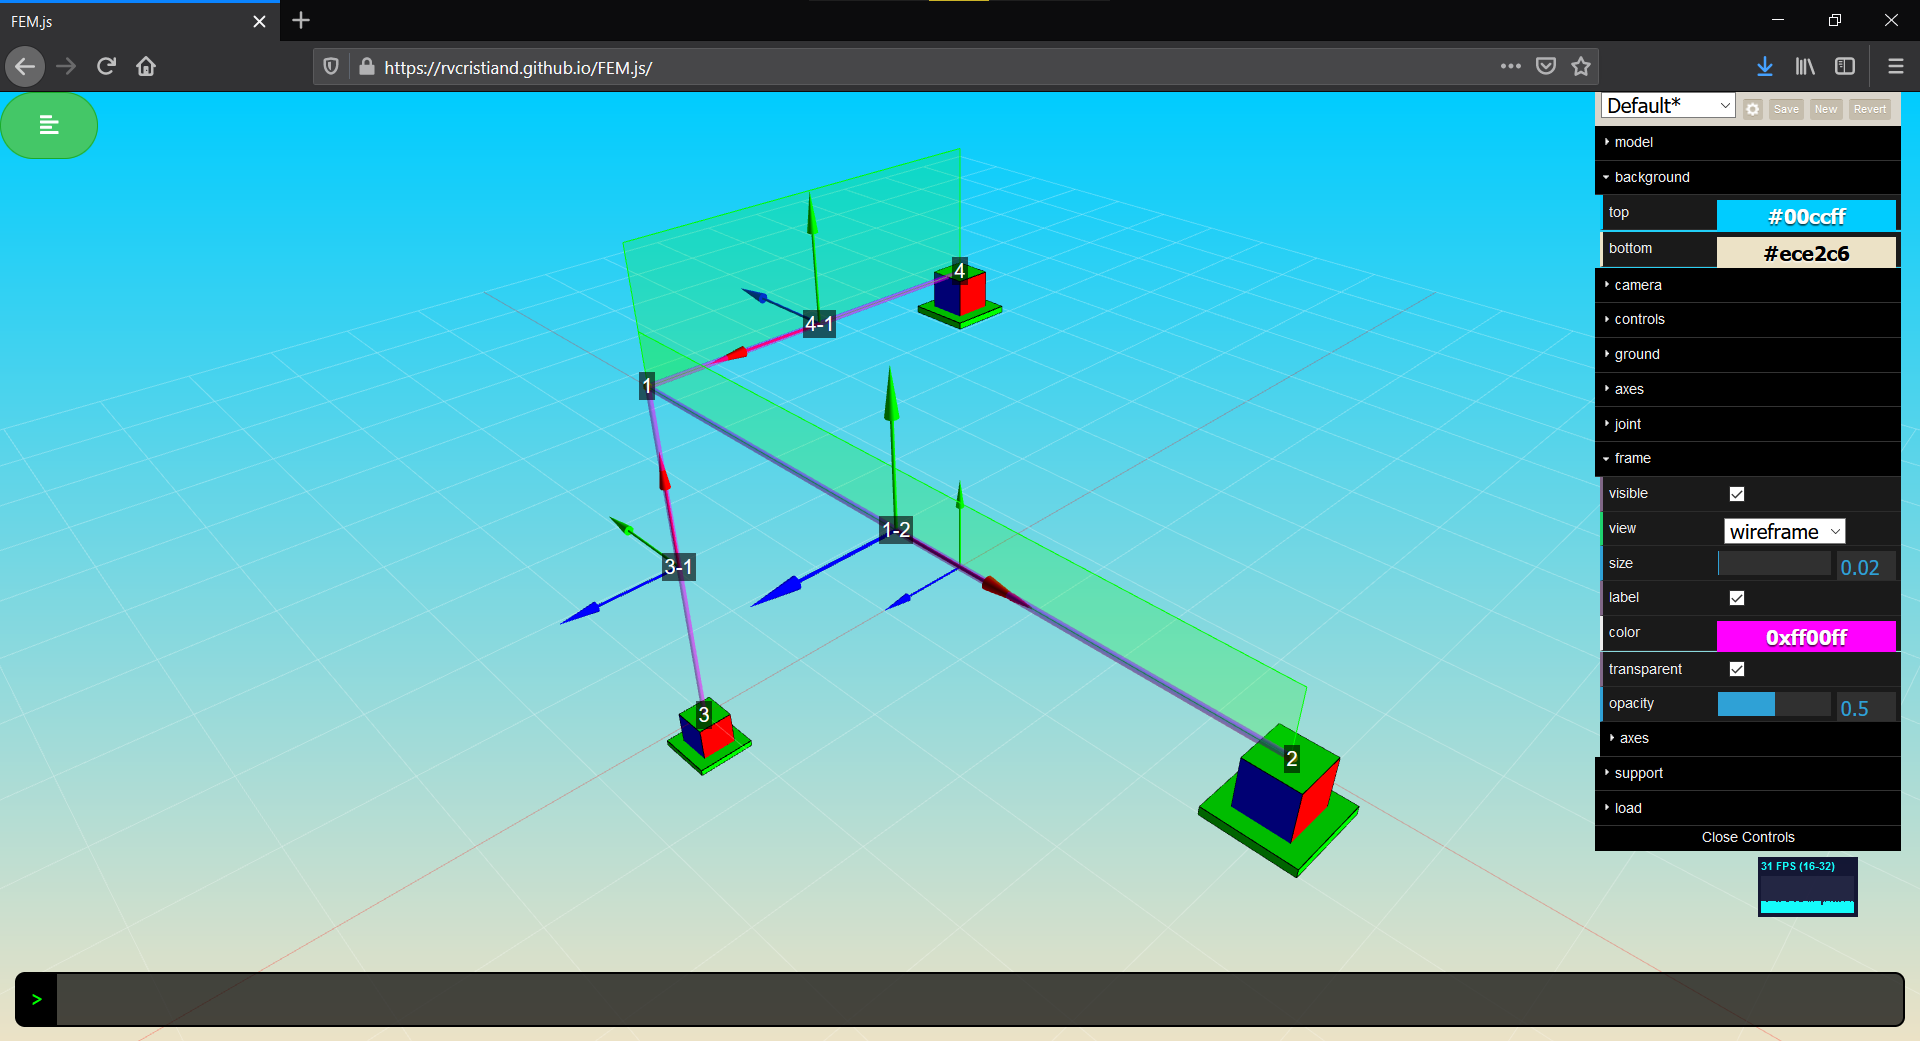 FEM.js
https://rvcristiand.github.io/FEM.js/
Default*
Save
New
Revert
model
background
top
#00ccff
bottom
#ece2c6
camera
controls
ground
axes
joint
frame
visible
view
wireframe
size
0.02
label
color
0xff00ff
transparent
opacity
0.5
axes
support
load
Close Controls
31 FPS (16-32)
4
4-1
1
1-2
3-1
3
2
>